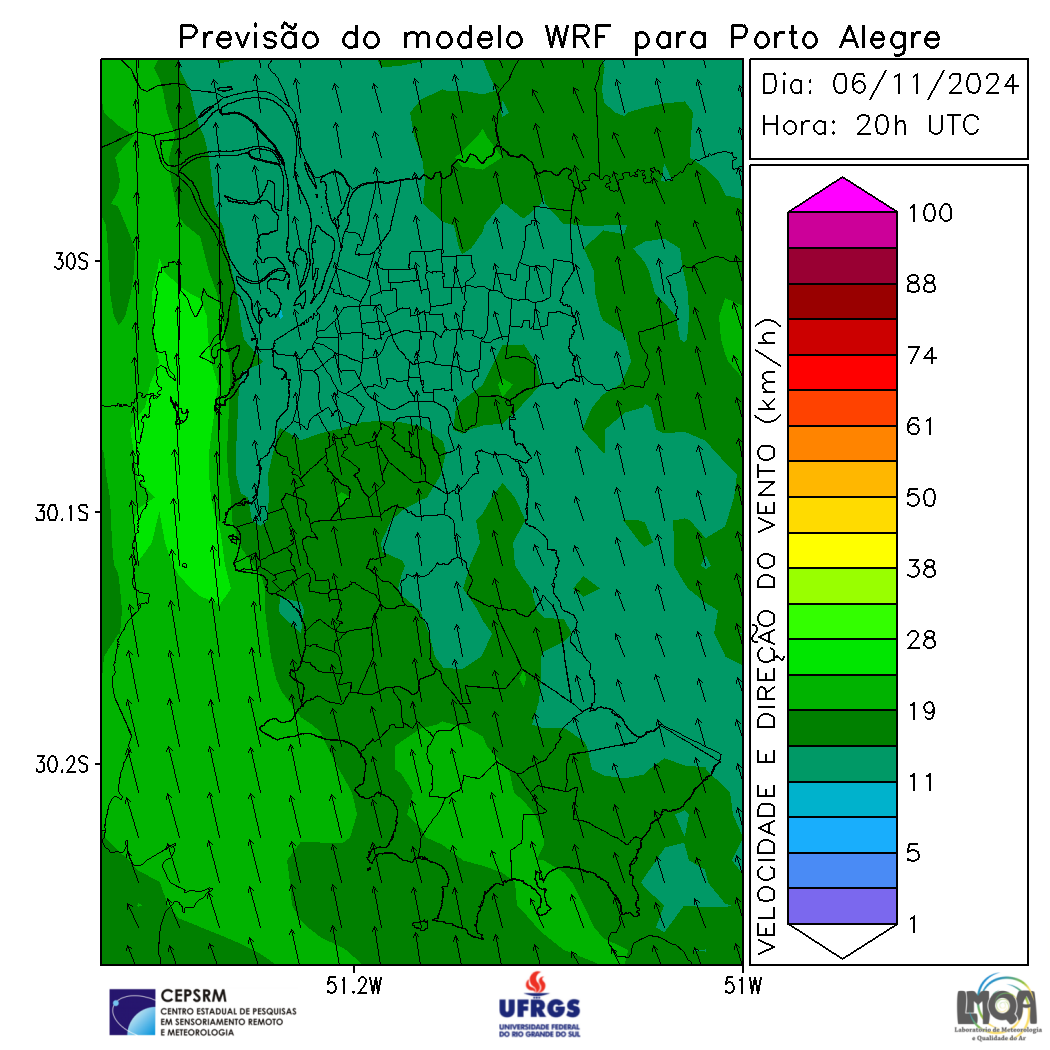 Previsão do modelo WRF para Porto Alegre
Dia: 06/11/2024
Hora: 20h UTC
30S
30.1S
30.2S
51.2W
51W
VELOCIDADE E DIREÇÃO DO VENTO (km/h)
100
88
74
61
50
38
28
19
11
5
1
CEPSRM
CENTRO ESTADUAL DE PESQUISAS
EM SENSORIAMENTO REMOTO
E METEOROLOGIA
UFRGS
UNIVERSIDADE FEDERAL
DO RIO GRANDE DO SUL
LMQA
Laboratório de Meteorologia
e Qualidade do Ar